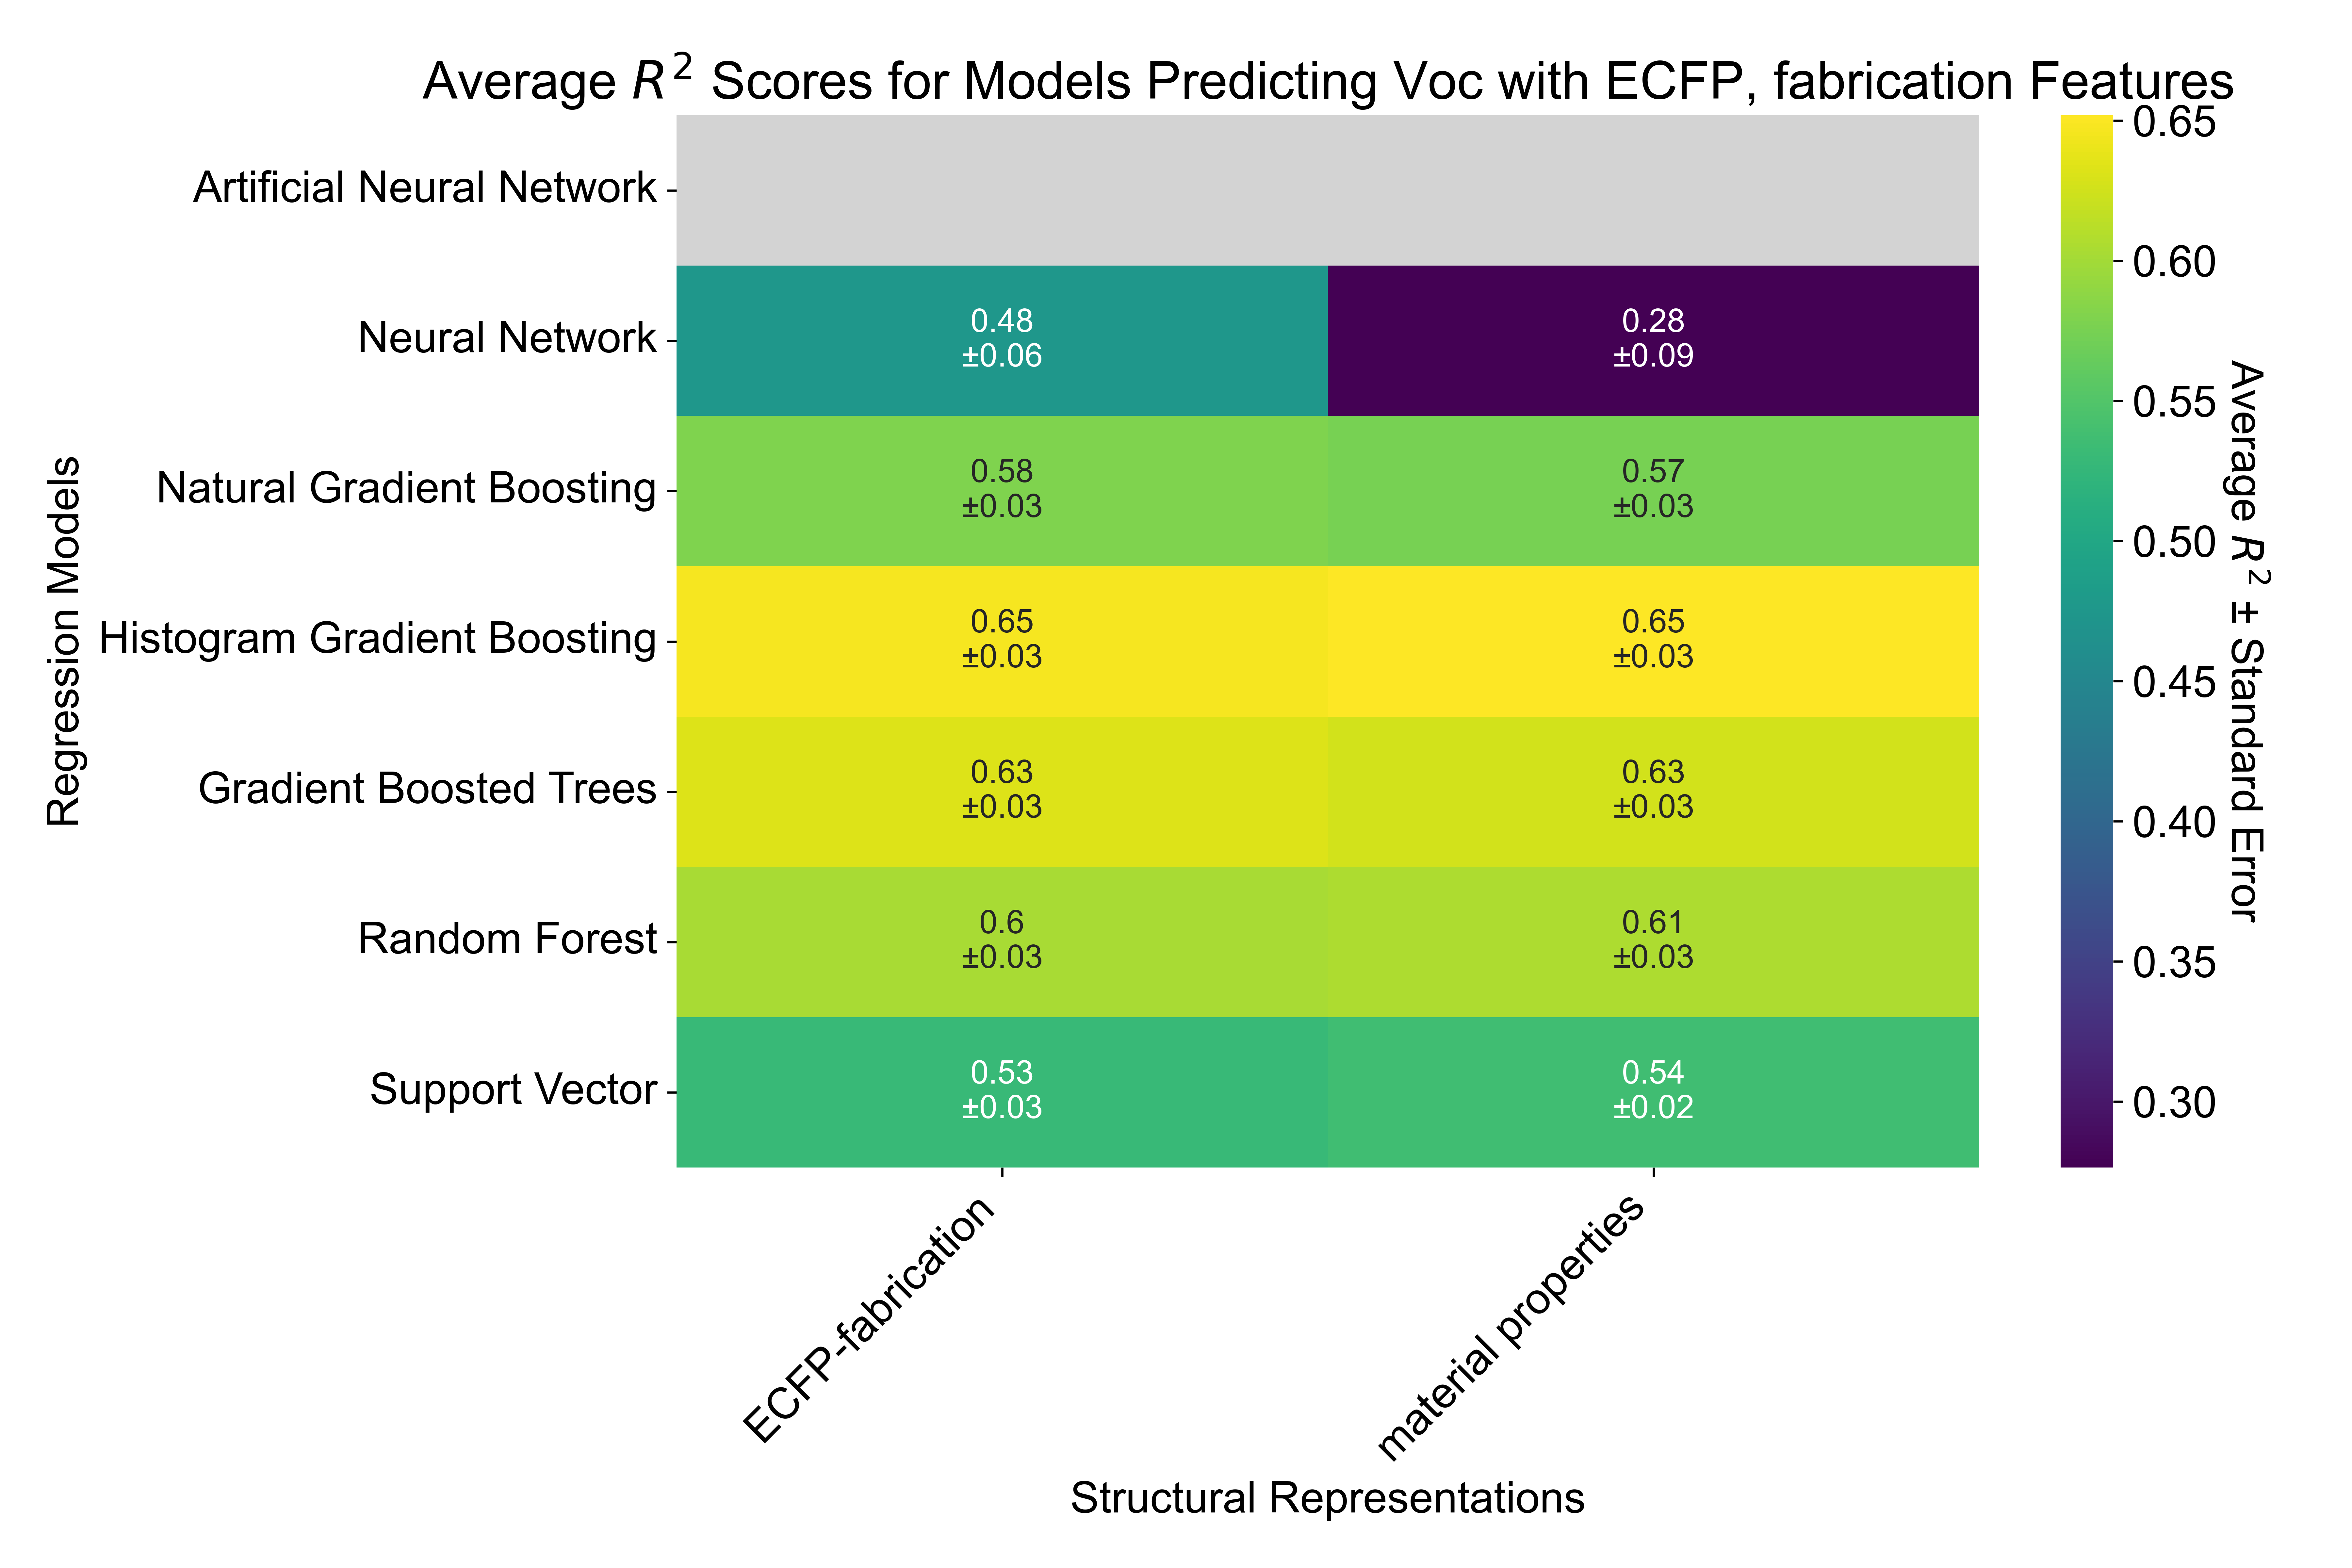 Average R² Scores for Models Predicting Voc with ECFP, fabrication Features
Regression Models
Artificial Neural Network
Neural Network
0.48
±0.06
0.28
±0.09
Natural Gradient Boosting
0.58
±0.03
0.57
±0.03
Histogram Gradient Boosting
0.65
±0.03
0.65
±0.03
Gradient Boosted Trees
0.63
±0.03
0.63
±0.03
Random Forest
0.6
±0.03
0.61
±0.03
Support Vector
0.53
±0.03
0.54
±0.02
ECFP-fabrication
material properties
Structural Representations
0.65
0.60
0.55
0.50
0.45
0.40
0.35
0.30
Average R² ± Standard Error